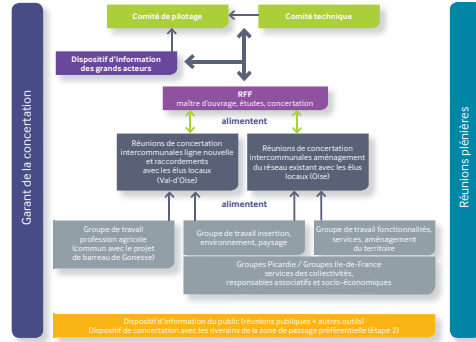 Comité de pilotage
Comité technique
Dispositif d'information
des grands acteurs
RFF
maître d'ouvrage, études, concertation
alimentent
Réunions de concertation
intercommunales ligne nouvelle
et raccordements
avec les élus locaux
(Val-d'Oise)
Réunions de concertation
intercommunales aménagement
du réseau existant avec les élus
locaux (Oise)
alimentent
Groupe de travail
profession agricole
(commun avec le projet
de barreau de Gonesse)
Groupe de travail insertion,
environnement, paysage
Groupe de travail fonctionnalités,
services, aménagement
du territoire
Groupes Picardie / Groupes Ile-de-France
services des collectivités,
responsables associatifs et socio-économiques
Dispositif d'information du public (réunions publiques + autres outils)
Dispositif de concertation avec les riverains de la zone de passage préférentielle (étape 2)
Garant de la concertation
Réunions plénières